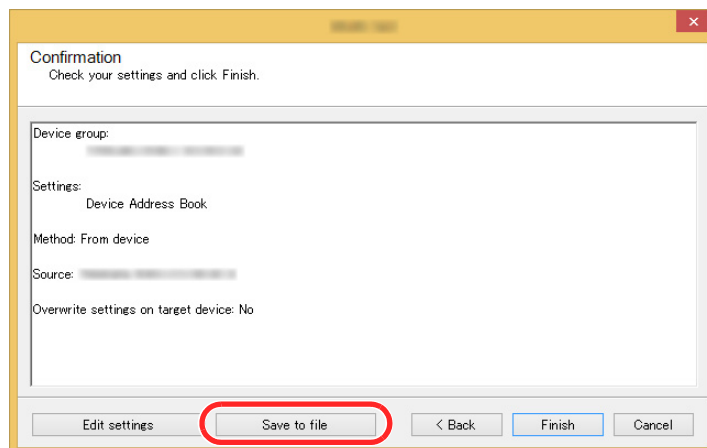 Confirmation
Check your settings and click Finish.
Device group:
Settings:
Device Address Book
Method: From device
Source:
Overwrite settings on target device: No
Edit settings
Save to file
< Back
Finish
Cancel